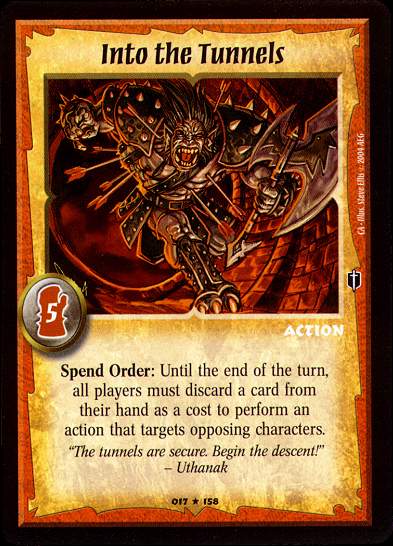 Into the Tunnels
CA • Illus. Steve Ellis © 2004 AEG
5
ACTION
Spend Order: Until the end of the turn,
all players must discard a card from
their hand as a cost to perform an
action that targets opposing characters.
"The tunnels are secure. Begin the descent!"
– Uthanak
017 ★ 158